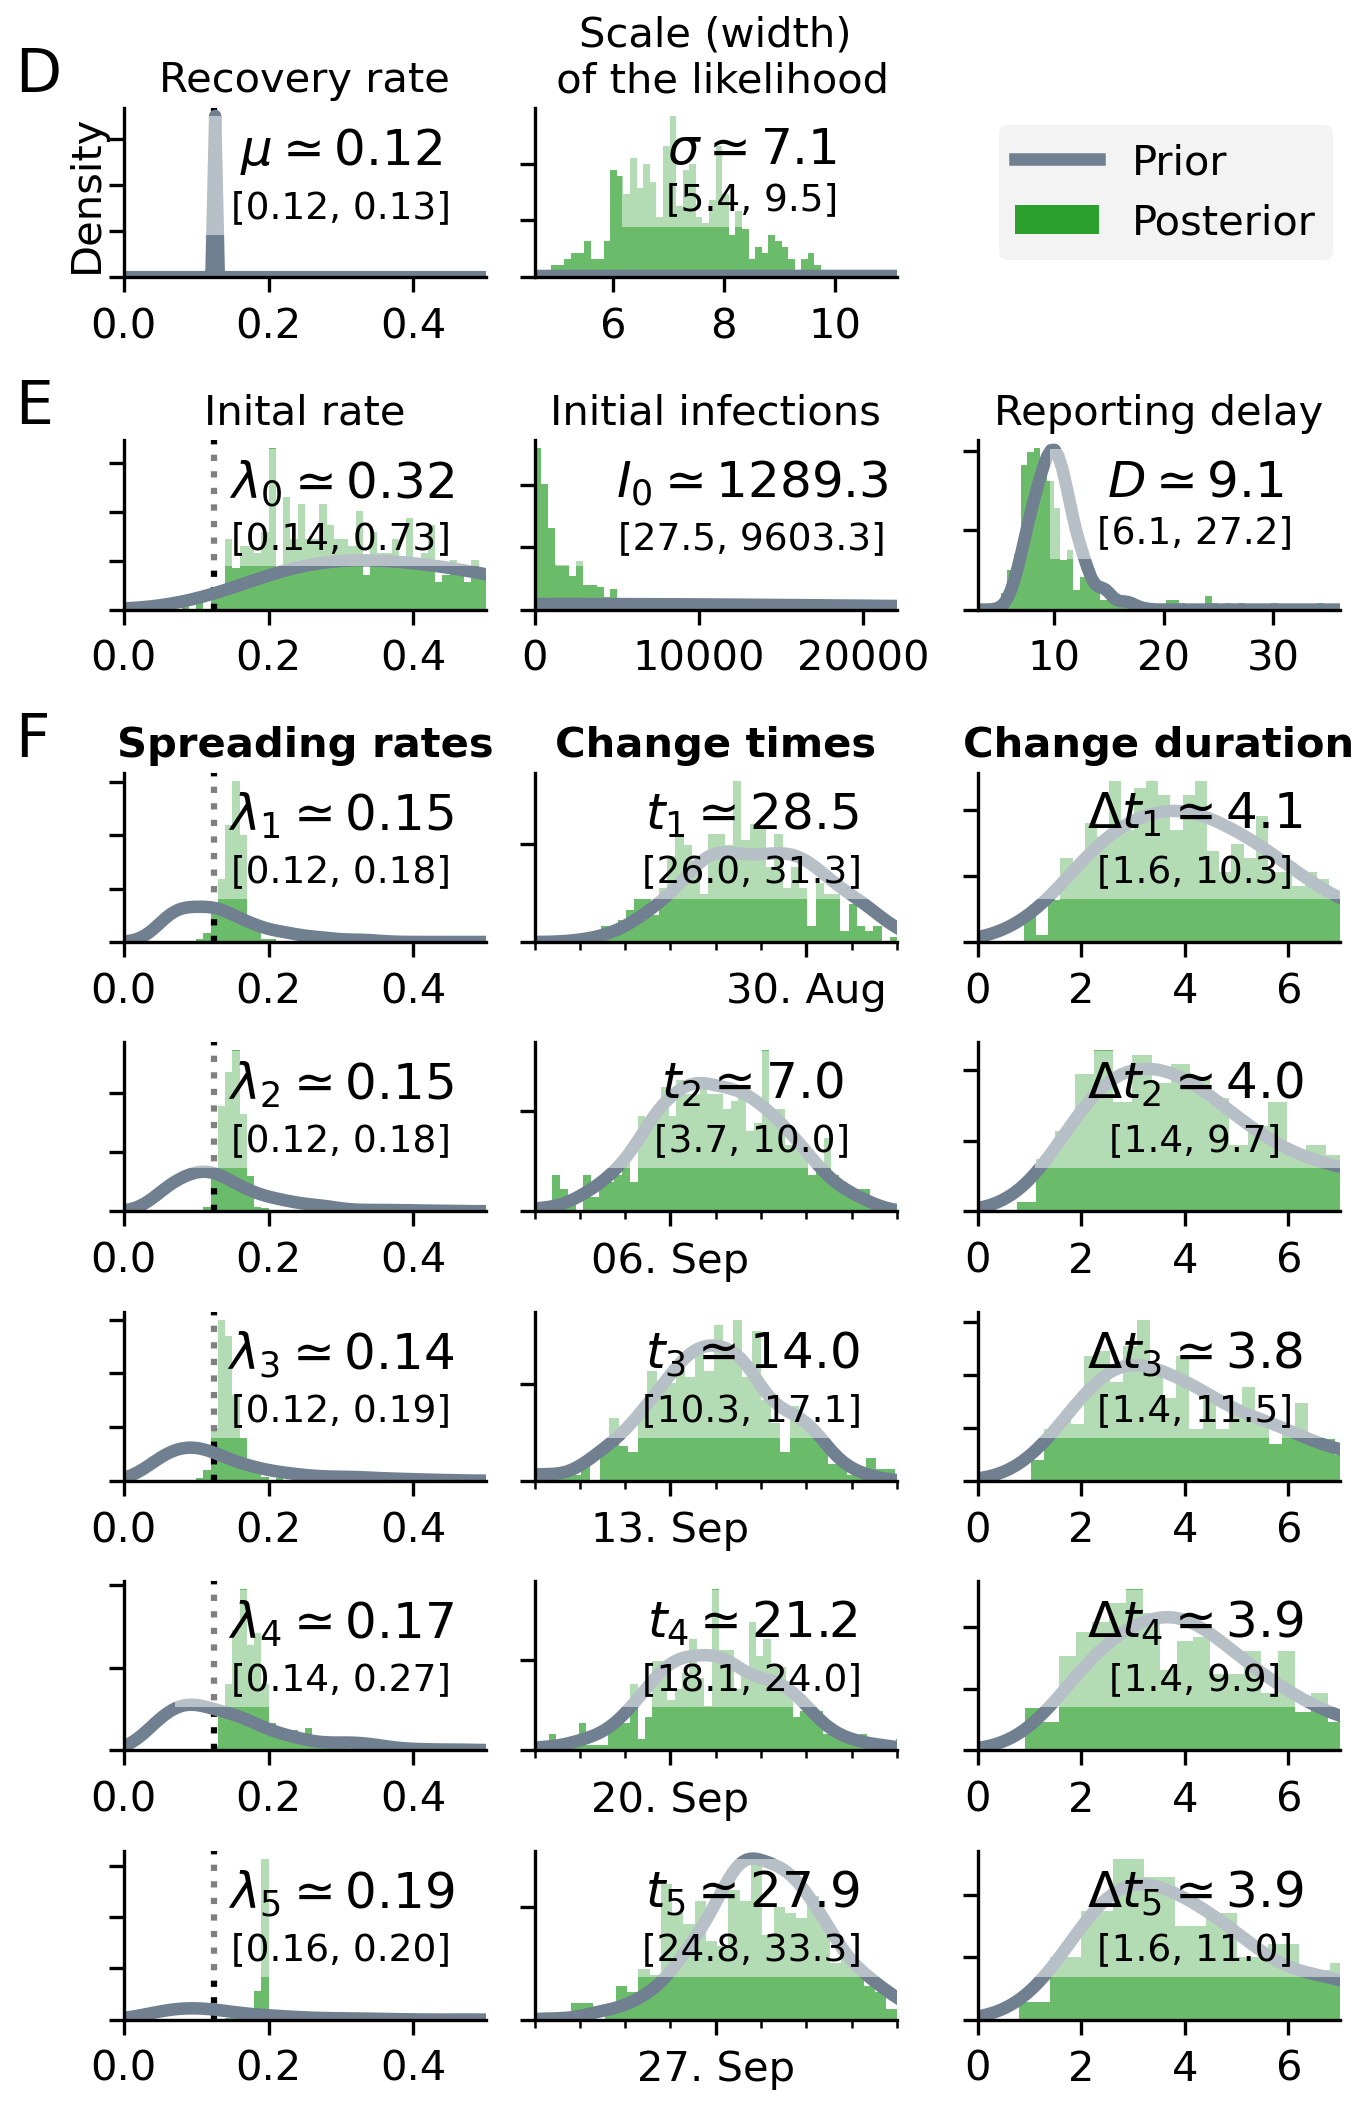 D
Recovery rate
Density
μ ≃ 0.12
[0.12, 0.13]
0.0 0.2 0.4
Scale (width)
of the likelihood
σ ≃ 7.1
[5.4, 9.5]
6 8 10
Prior
Posterior
E
Inital rate
λ0 ≃ 0.32
[0.14, 0.73]
0.0 0.2 0.4
Initial infections
I0 ≃ 1289.3
[27.5, 9603.3]
0 10000 20000
Reporting delay
D ≃ 9.1
[6.1, 27.2]
10 20 30
F
Spreading rates
Change times
Change duration
λ1 ≃ 0.15
[0.12, 0.18]
0.0 0.2 0.4
t1 ≃ 28.5
[26.0, 31.3]
30. Aug
Δt1 ≃ 4.1
[1.6, 10.3]
0 2 4 6
λ2 ≃ 0.15
[0.12, 0.18]
0.0 0.2 0.4
t2 ≃ 7.0
[3.7, 10.0]
06. Sep
Δt2 ≃ 4.0
[1.4, 9.7]
0 2 4 6
λ3 ≃ 0.14
[0.12, 0.19]
0.0 0.2 0.4
t3 ≃ 14.0
[10.3, 17.1]
13. Sep
Δt3 ≃ 3.8
[1.4, 11.5]
0 2 4 6
λ4 ≃ 0.17
[0.14, 0.27]
0.0 0.2 0.4
t4 ≃ 21.2
[18.1, 24.0]
20. Sep
Δt4 ≃ 3.9
[1.4, 9.9]
0 2 4 6
λ5 ≃ 0.19
[0.16, 0.20]
0.0 0.2 0.4
t5 ≃ 27.9
[24.8, 33.3]
27. Sep
Δt5 ≃ 3.9
[1.6, 11.0]
0 2 4 6